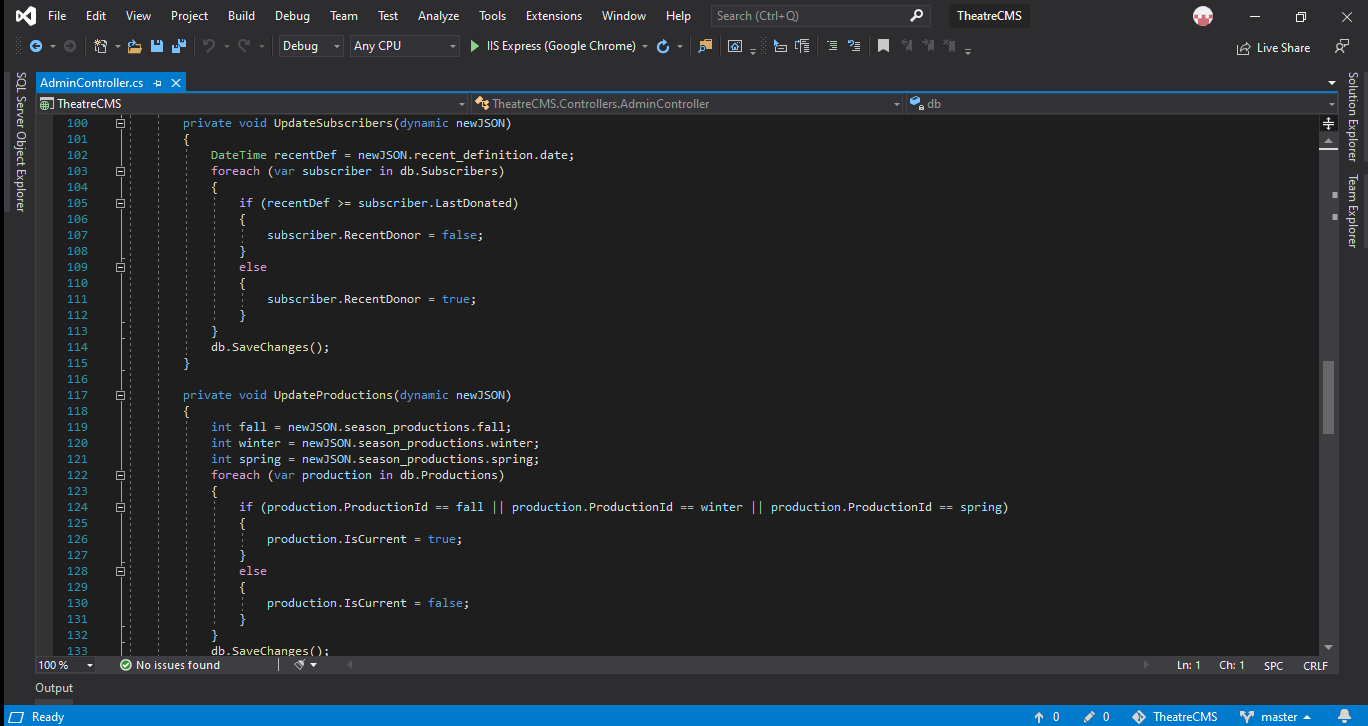 File Edit View Project Build Debug Team Test Analyze Tools Extensions Window Help Search (Ctrl+Q) TheatreCMS
Debug Any CPU IIS Express (Google Chrome) Live Share
SQL Server Object Explorer
AdminController.cs
TheatreCMS TheatreCMS.Controllers.AdminController db
100 private void UpdateSubscribers(dynamic newJSON)
101 {
102 DateTime recentDef = newJSON.recent_definition.date;
103 foreach (var subscriber in db.Subscribers)
104 {
105 if (recentDef >= subscriber.LastDonated)
106 {
107 subscriber.RecentDonor = false;
108 }
109 else
110 {
111 subscriber.RecentDonor = true;
112 }
113 }
114 db.SaveChanges();
115 }
116
117 private void UpdateProductions(dynamic newJSON)
118 {
119 int fall = newJSON.season_productions.fall;
120 int winter = newJSON.season_productions.winter;
121 int spring = newJSON.season_productions.spring;
122 foreach (var production in db.Productions)
123 {
124 if (production.ProductionId == fall || production.ProductionId == winter || production.ProductionId == spring)
125 {
126 production.IsCurrent = true;
127 }
128 else
129 {
130 production.IsCurrent = false;
131 }
132 }
133 db.SaveChanges();
Solution Explorer
Team Explorer
100 % No issues found Ln: 1 Ch: 1 SPC CRLF
Output
Ready 0 0 TheatreCMS master